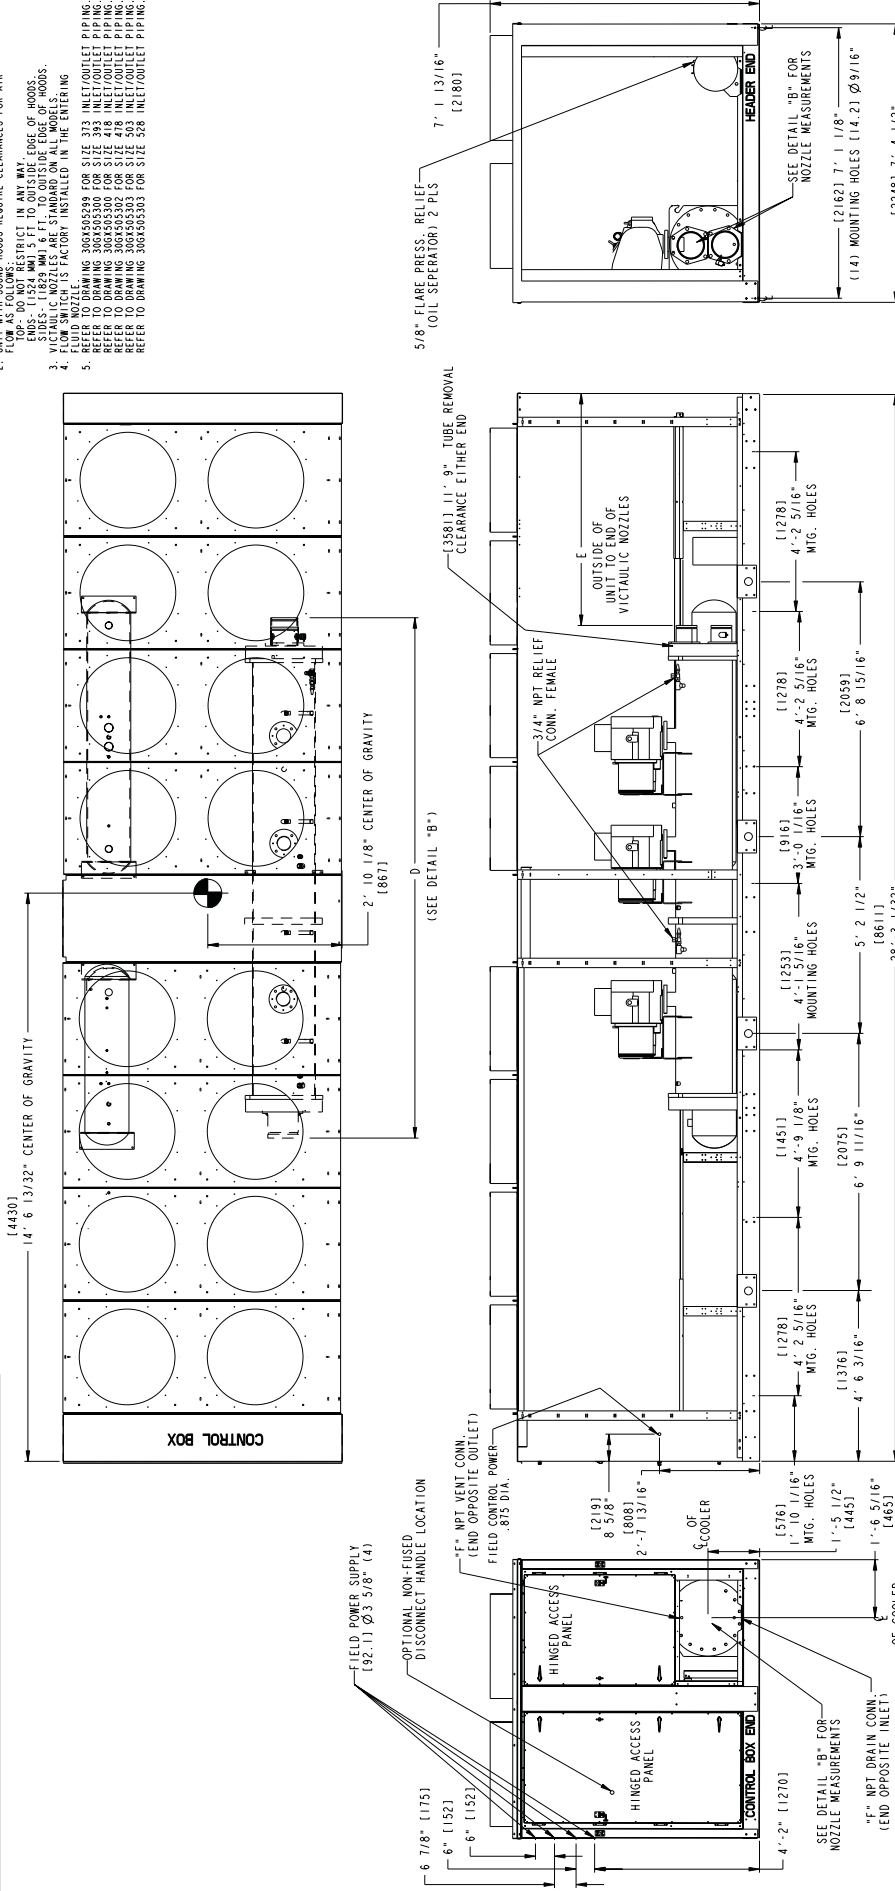 FLOW AS FOLLOWS:
TOP- DO NOT RESTRICT IN ANY WAY.
ENDS- [1524 MM] 5 FT TO OUTSIDE EDGE OF HOODS.
SIDES- [1829 MM] 6 FT. TO OUTSIDE EDGE OF HOODS.
3. VICTAULIC NOZZLES ARE STANDARD ON ALL MODELS.
4. FLOW SWITCH IS FACTORY INSTALLED IN THE ENTERING
FLUID NOZZLE.
5. REFER TO DRAWING 30GX505299 FOR SIZE 373 INLET/OUTLET PIPING.
REFER TO DRAWING 30GX505300 FOR SIZE 393 INLET/OUTLET PIPING.
REFER TO DRAWING 30GX505300 FOR SIZE 418 INLET/OUTLET PIPING.
REFER TO DRAWING 30GX505302 FOR SIZE 478 INLET/OUTLET PIPING.
REFER TO DRAWING 30GX505303 FOR SIZE 503 INLET/OUTLET PIPING.
REFER TO DRAWING 30GX505303 FOR SIZE 528 INLET/OUTLET PIPING.
[4430]
14' 6 13/32" CENTER OF GRAVITY
CONTROL BOX
2' 10 1/8" CENTER OF GRAVITY
[867]
D
(SEE DETAIL "B")
7' 1 13/16"
[2180]
5/8" FLARE PRESS. RELIEF
(OIL SEPERATOR) 2 PLS
HEADER END
SEE DETAIL "B" FOR
NOZZLE MEASUREMENTS
[2162] 7' 1 1/8"
(14) MOUNTING HOLES [14.2] Ø9/16"
[3581] 11' 9" TUBE REMOVAL
CLEARANCE EITHER END
E
OUTSIDE OF
UNIT TO END OF
VICTAULIC NOZZLES
3/4" NPT RELIEF
CONN. FEMALE
"F" NPT VENT CONN.
(END OPPOSITE OUTLET)
FIELD CONTROL POWER
.875 DIA.
[219]
8 5/8"
[808]
2'-7 13/16"
[576]
1' 10 1/16"
MTG. HOLES
[1278]
4' 2 5/16"
MTG. HOLES
[1451]
4'-9 1/8"
MTG. HOLES
[1253]
4'-1 5/16"
MOUNTING HOLES
[916]
3'-0 1/16"
MTG. HOLES
[1278]
4'-2 5/16"
MTG. HOLES
[1278]
4'-2 5/16"
MTG. HOLES
[1376]
4' 6 3/16"
[2075]
6' 9 11/16"
5' 2 1/2"
[2059]
6' 8 15/16"
[8611]
FIELD POWER SUPPLY
[92.1] Ø3 5/8" (4)
OPTIONAL NON-FUSED
DISCONNECT HANDLE LOCATION
6 7/8" [175]
6" [152]
6" [152]
HINGED ACCESS
PANEL
HINGED ACCESS
PANEL
CONTROL BOX END
4'-2" [1270]
SEE DETAIL "B" FOR
NOZZLE MEASUREMENTS
"F" NPT DRAIN CONN.
(END OPPOSITE INLET)
OF
COOLER
1'-5 1/2"
[445]
1'-6 5/16"
[465]